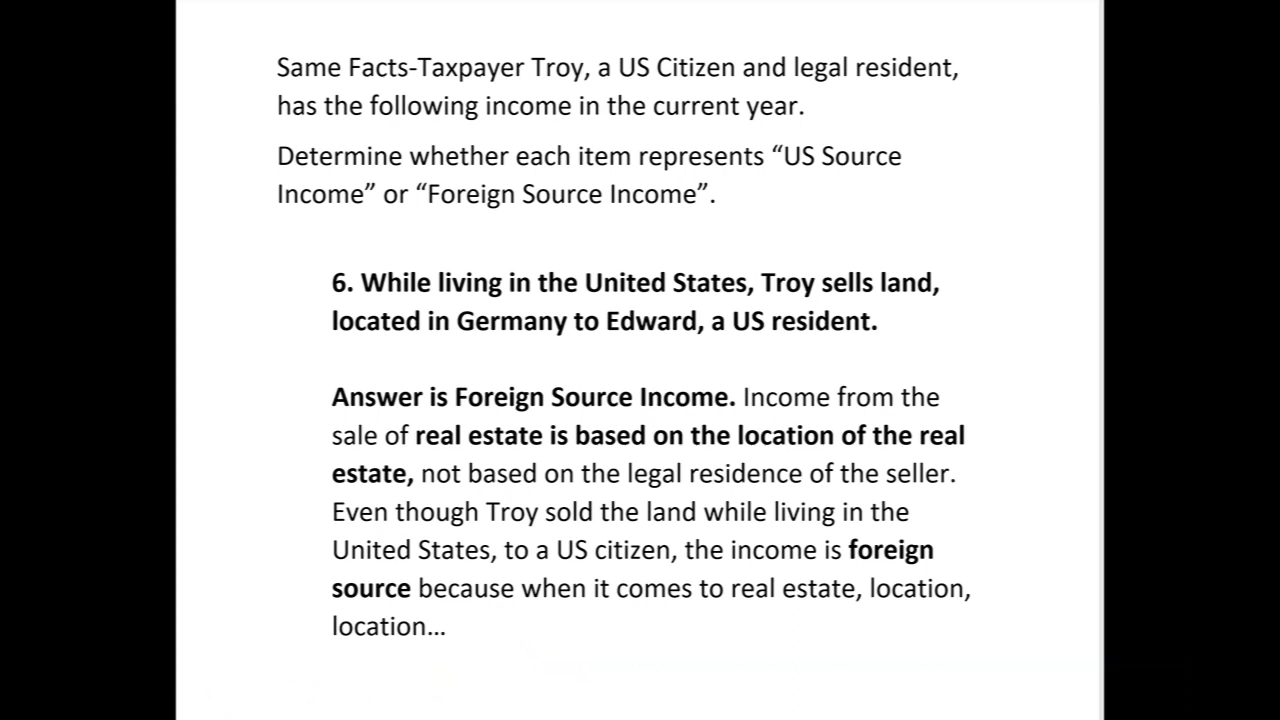 Same Facts-Taxpayer Troy, a US Citizen and legal resident,
has the following income in the current year.
Determine whether each item represents “US Source
Income” or “Foreign Source Income”.
6. While living in the United States, Troy sells land,
located in Germany to Edward, a US resident.
Answer is Foreign Source Income. Income from the
sale of real estate is based on the location of the real
estate, not based on the legal residence of the seller.
Even though Troy sold the land while living in the
United States, to a US citizen, the income is foreign
source because when it comes to real estate, location,
location…